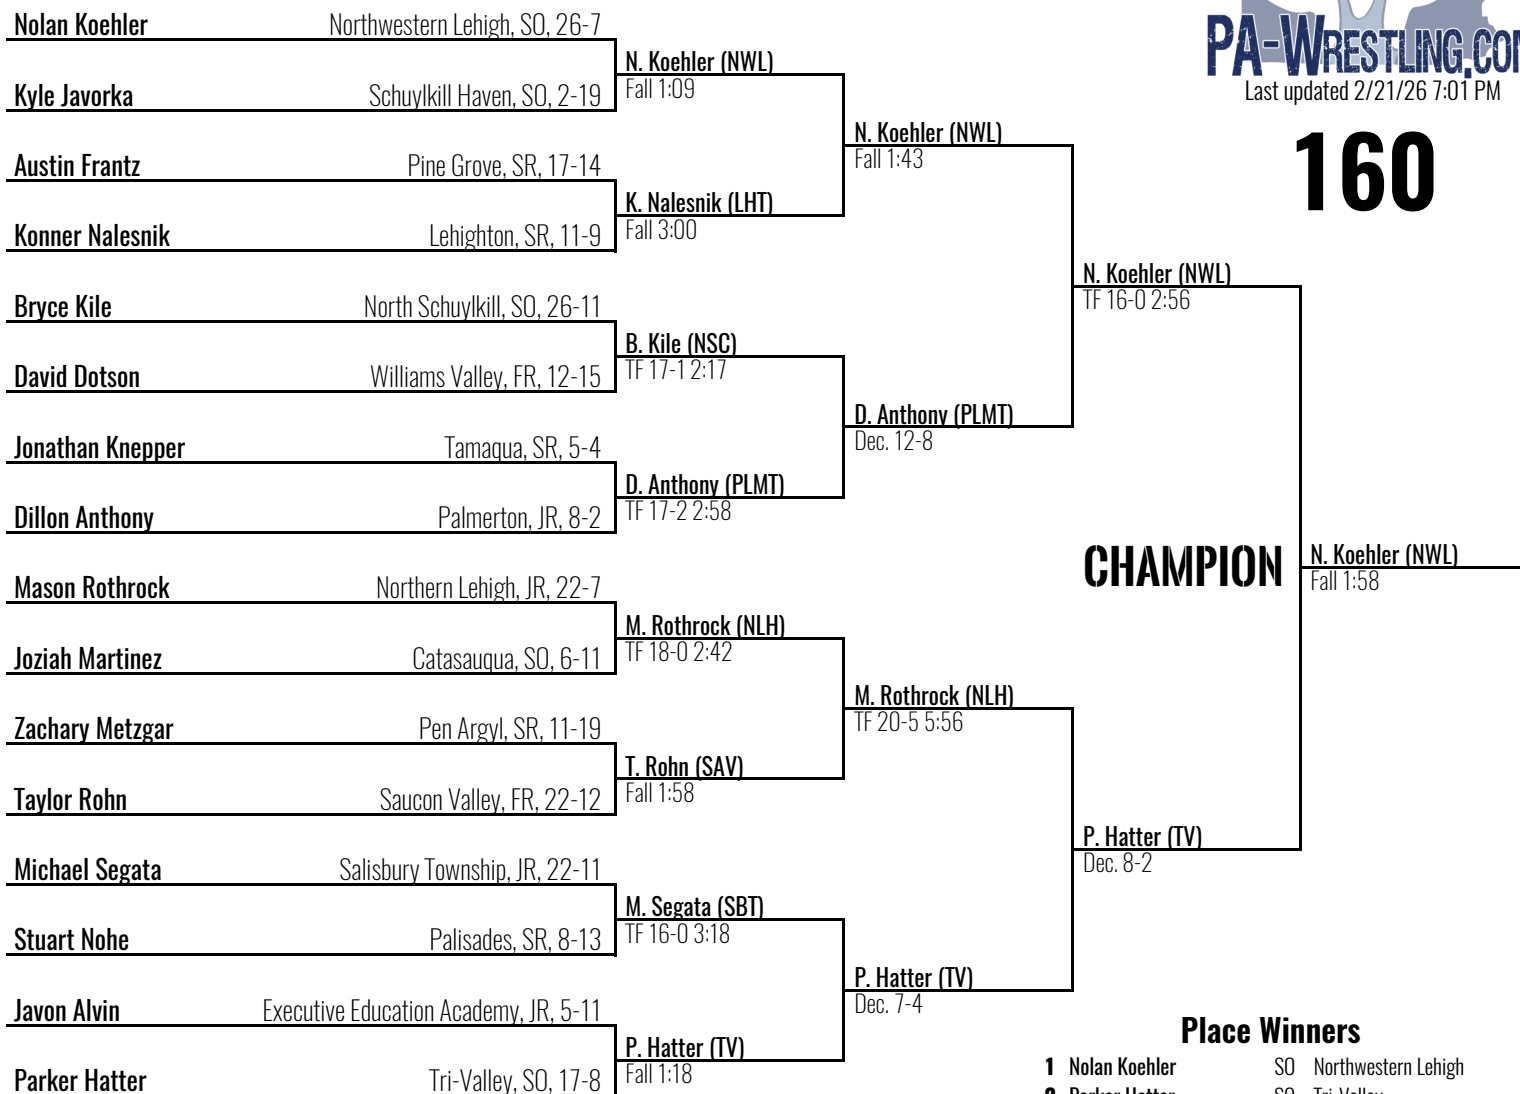 Nolan Koehler Northwestern Lehigh, SO, 26-7
Kyle Javorka Schuylkill Haven, SO, 2-19
Austin Frantz Pine Grove, SR, 17-14
Konner Nalesnik Lehighton, SR, 11-9
Bryce Kile North Schuylkill, SO, 26-11
David Dotson Williams Valley, FR, 12-15
Jonathan Knepper Tamaqua, SR, 5-4
Dillon Anthony Palmerton, JR, 8-2
Mason Rothrock Northern Lehigh, JR, 22-7
Joziah Martinez Catasauqua, SO, 6-11
Zachary Metzgar Pen Argyl, SR, 11-19
Taylor Rohn Saucon Valley, FR, 22-12
Michael Segata Salisbury Township, JR, 22-11
Stuart Nohe Palisades, SR, 8-13
Javon Alvin Executive Education Academy, JR, 5-11
Parker Hatter Tri-Valley, SO, 17-8
N. Koehler (NWL)
Fall 1:09
K. Nalesnik (LHT)
Fall 3:00
B. Kile (NSC)
TF 17-1 2:17
D. Anthony (PLMT)
TF 17-2 2:58
M. Rothrock (NLH)
TF 18-0 2:42
T. Rohn (SAV)
Fall 1:58
M. Segata (SBT)
TF 16-0 3:18
P. Hatter (TV)
Fall 1:18
N. Koehler (NWL)
Fall 1:43
D. Anthony (PLMT)
Dec. 12-8
M. Rothrock (NLH)
TF 20-5 5:56
P. Hatter (TV)
Dec. 7-4
N. Koehler (NWL)
TF 16-0 2:56
P. Hatter (TV)
Dec. 8-2
CHAMPION
N. Koehler (NWL)
Fall 1:58
PA-WRESTLING.COM
Last updated 2/21/26 7:01 PM
160
Place Winners
1 Nolan Koehler SO Northwestern Lehigh
2 Parker Hatter SO Tri-Valley